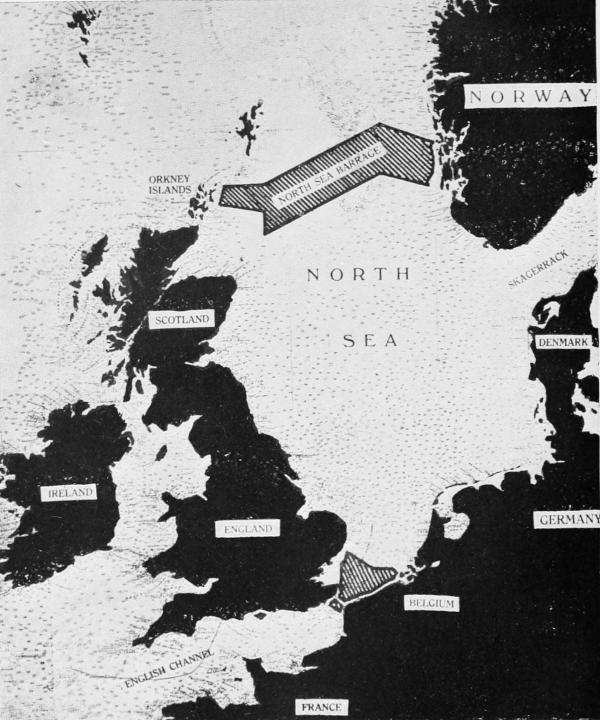 NORWAY
NORTH SEA BARRAGE
ORKNEY
ISLANDS
NORTH
SKAGERRACK
SCOTLAND
SEA
DENMARK
IRELAND
GERMANY
ENGLAND
BELGIUM
ENGLISH CHANNEL
FRANCE